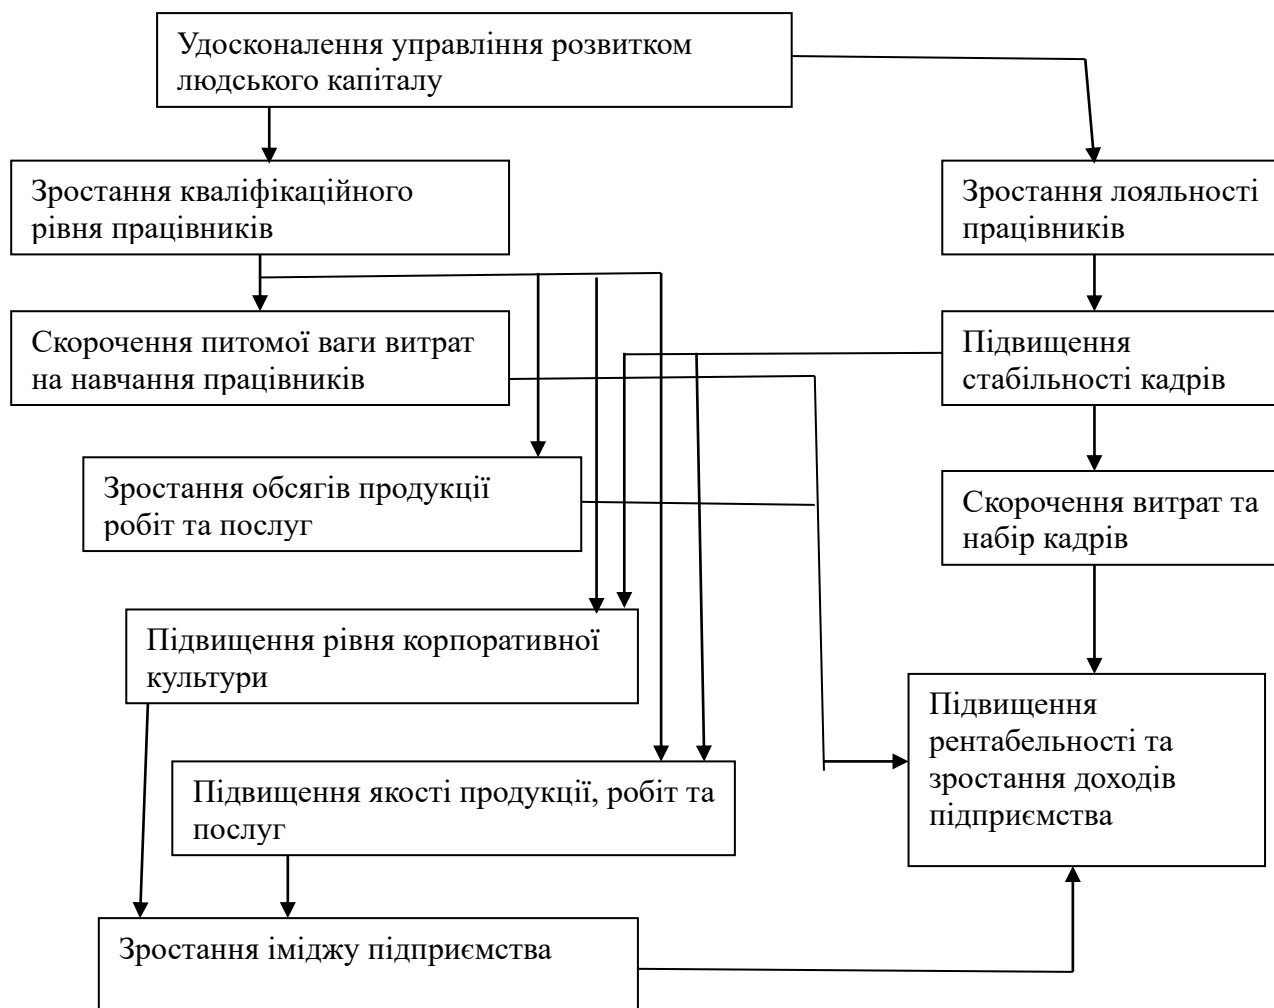 Удосконалення управління розвитком
людського капіталу
Зростання кваліфікаційного
рівня працівників
Зростання лояльності
працівників
Скорочення питомої ваги витрат
на навчання працівників
Підвищення
стабільності кадрів
Зростання обсягів продукції
робіт та послуг
Скорочення витрат та
набір кадрів
Підвищення рівня корпоративної
культури
Підвищення
рентабельності та
зростання доходів
підприємства
Підвищення якості продукції, робіт та
послуг
Зростання іміджу підприємства